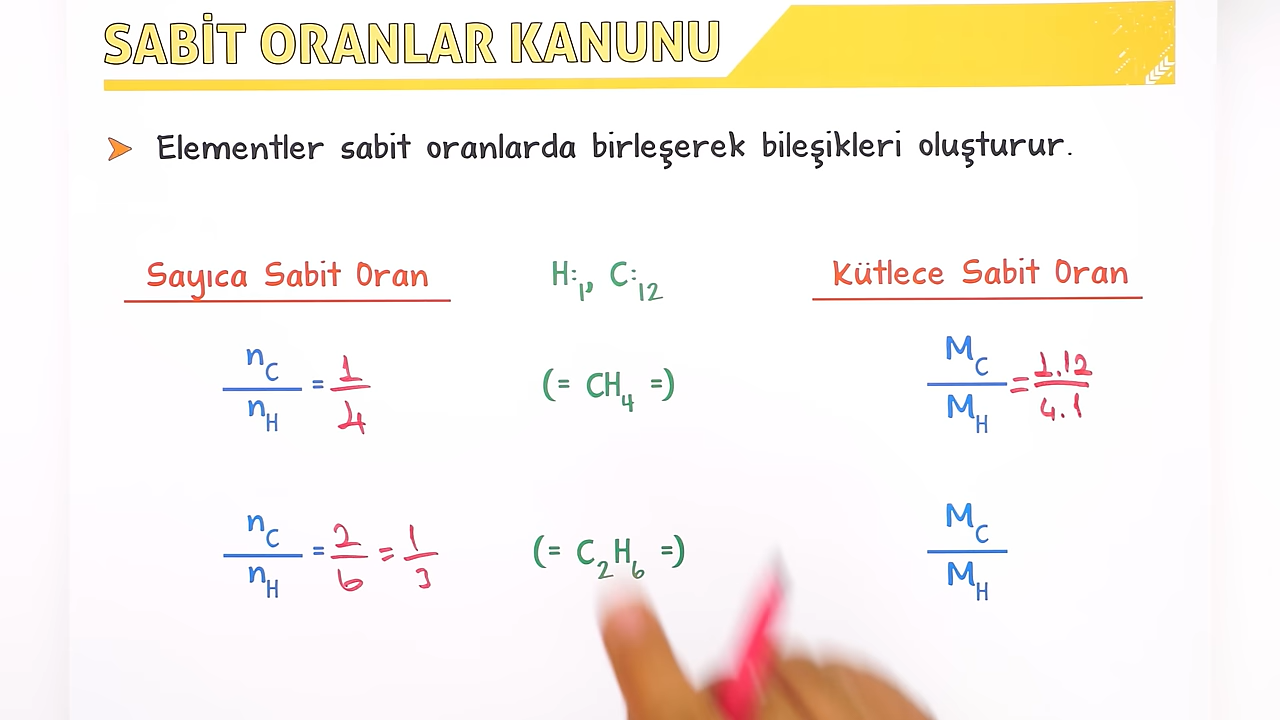 SABİT ORANLAR KANUNU
➤ Elementler sabit oranlarda birleşerek bileşikleri oluşturur.
Sayıca Sabit Oran H:1, C:12 Kütlece Sabit Oran
nC/nH = 1/4 (= CH4 =) MC/MH = 1.12/4.1
nC/nH = 2/6 = 1/3 (= C2H6 =) MC/MH